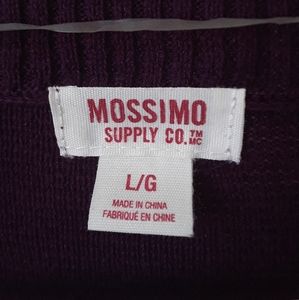 MOSSIMO
SUPPLY CO.™ MC
L/G
MADE IN CHINA
FABRIQUÉ EN CHINE